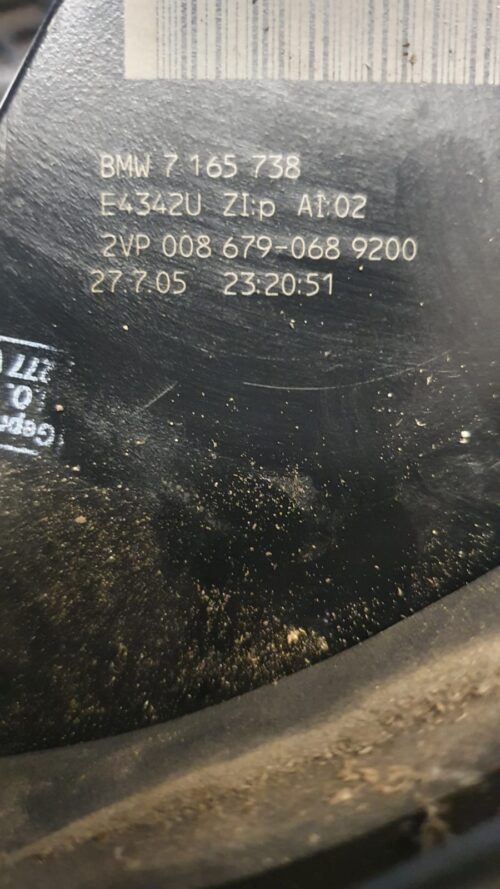 BMW 7 165 738
E4342U ZI:p AI:02
2VP 008 679-068 9200
27.7.05 23:20:51